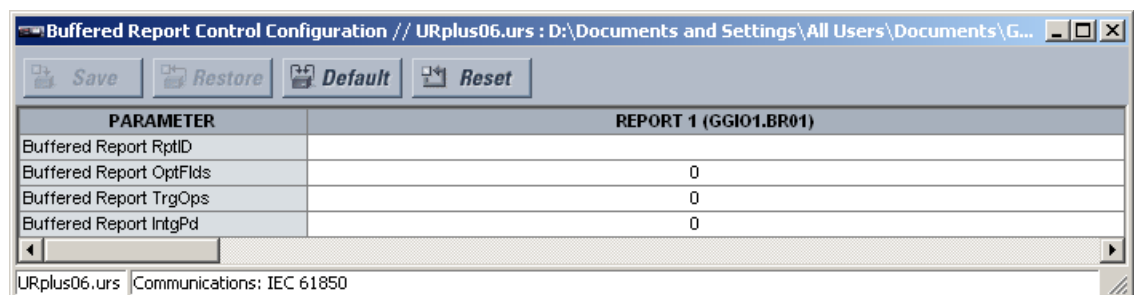 Buffered Report Control Configuration // URplus06.urs : D:\Documents and Settings\All Users\Documents\G...
Save Restore Default Reset
PARAMETER REPORT 1 (GGIO1.BR01)
Buffered Report RptID
Buffered Report OptFlds 0
Buffered Report TrgOps 0
Buffered Report IntgPd 0
URplus06.urs Communications: IEC 61850